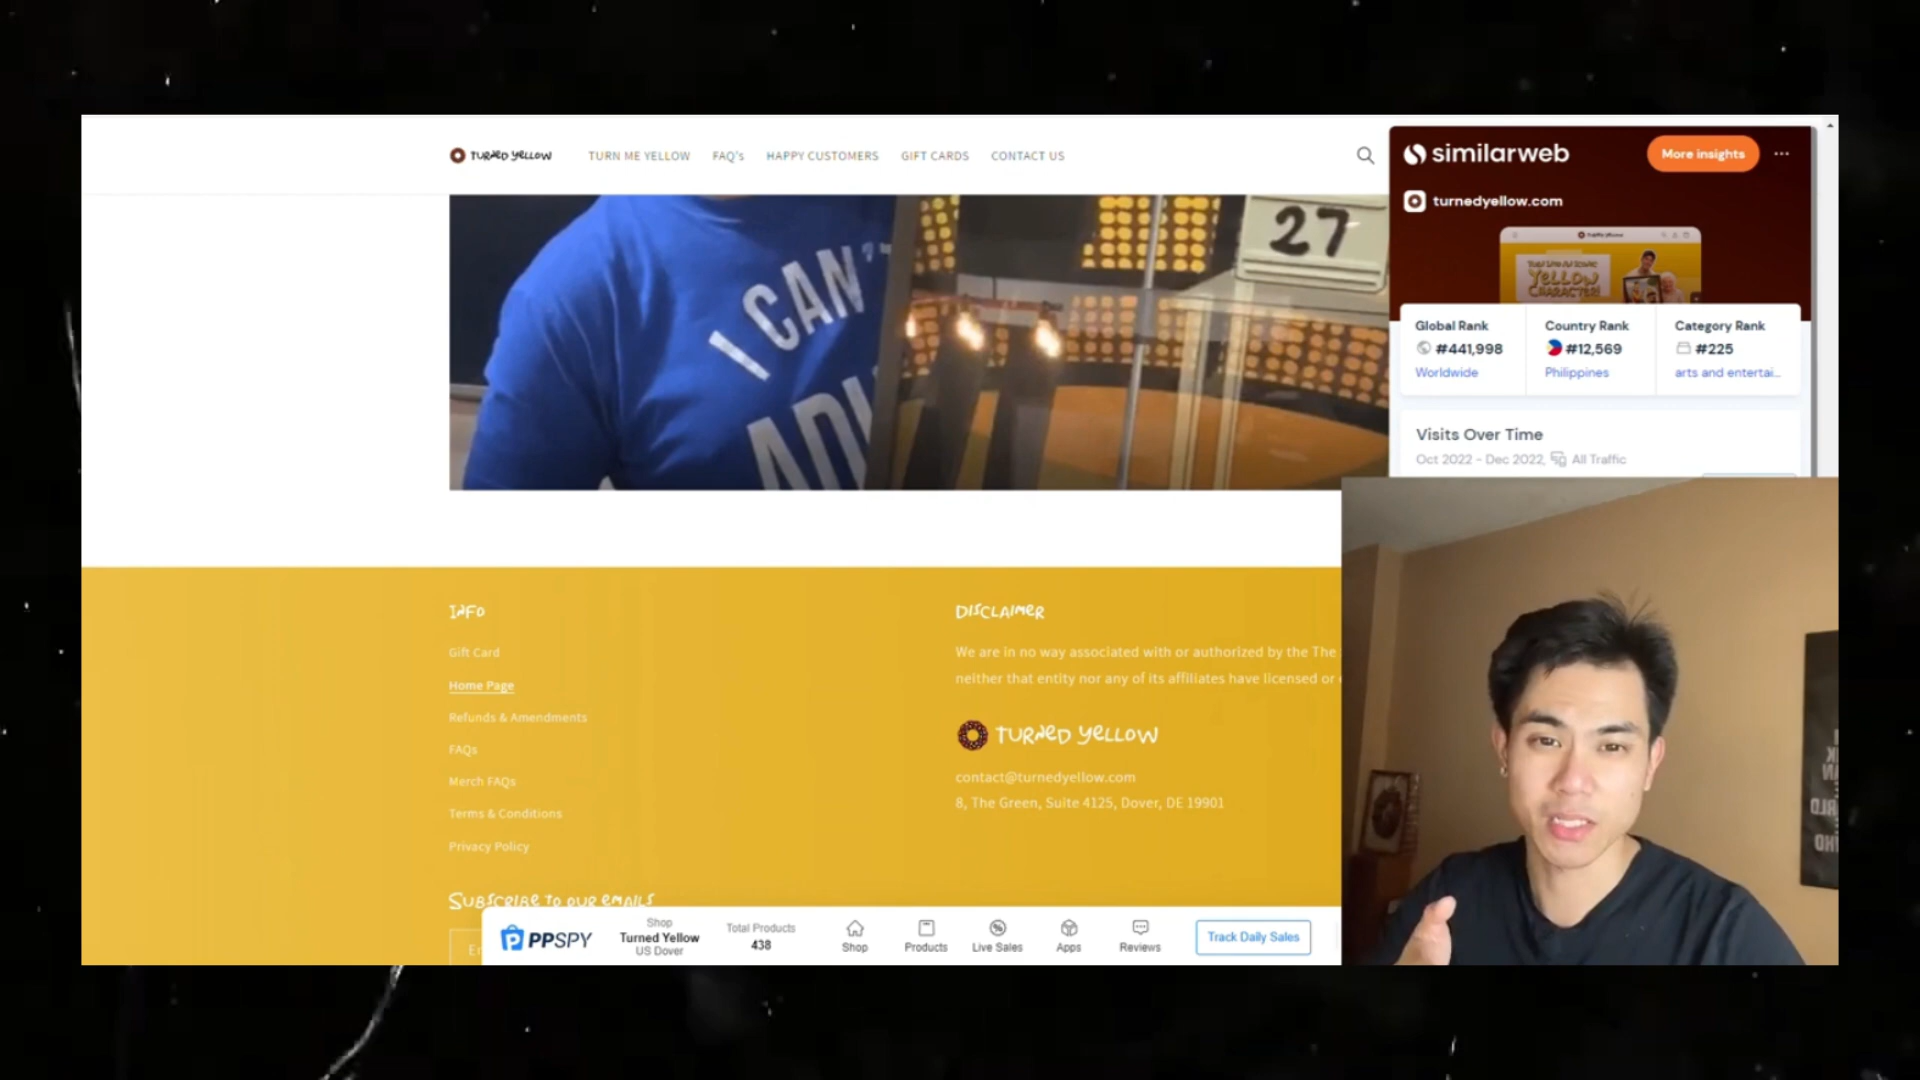 TURNED YELLOW
TURN ME YELLOW
FAQ's
HAPPY CUSTOMERS
GIFT CARDS
CONTACT US
similarweb
More insights
turnedyellow.com
YELLOW
CHARACTER!
Global Rank
#441,998
Worldwide
Country Rank
#12,569
Philippines
Category Rank
#225
arts and entertai...
Visits Over Time
Oct 2022 - Dec 2022, All Traffic
I CAN'
27
INFO
Gift Card
Home Page
Refunds & Amendments
FAQs
Merch FAQs
Terms & Conditions
Privacy Policy
SUBSCRIBE TO OUR EMAILS
DISCLAIMER
We are in no way associated with or authorized by the The
neither that entity nor any of its affiliates have licensed or
TURNED YELLOW
contact@turnedyellow.com
8, The Green, Suite 4125, Dover, DE 19901
PPSPY
Shop
Turned Yellow
US Dover
Total Products
438
Shop
Products
Live Sales
Apps
Reviews
Track Daily Sales